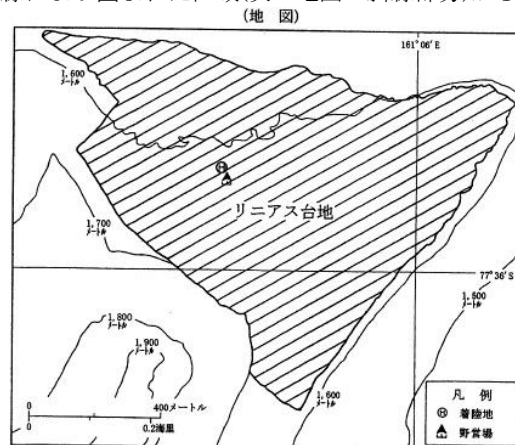 (地 図)
161°06′E
1,600
メートル
リニアス台地
1,700
メートル
77°36′S
1,600
メートル
1,800
メートル
1,900
メートル
1,600
メートル
0 400メートル
0 0.2海里
凡 例
Ⓗ 着陸地
野営場